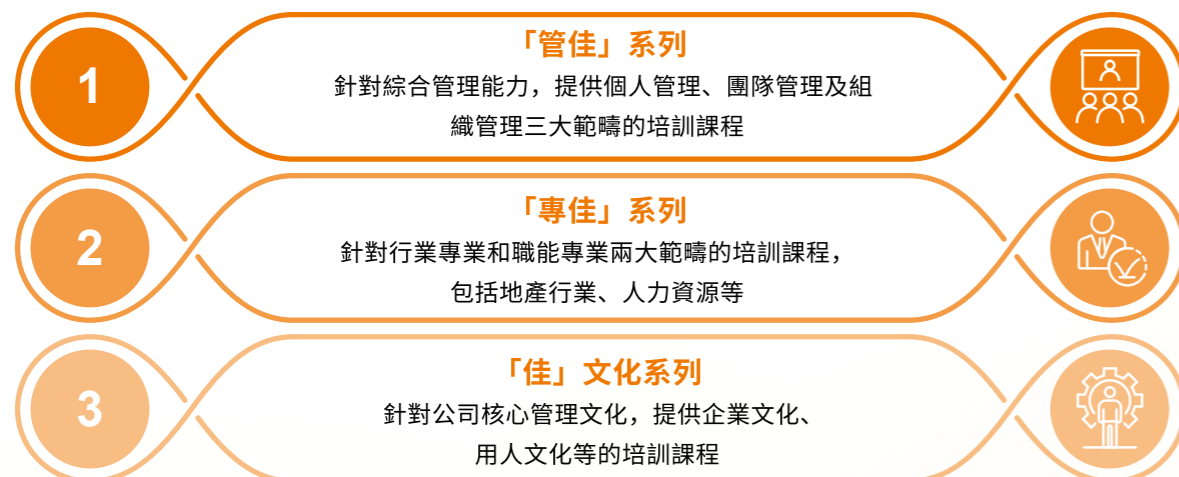 1
「管佳」系列
針對綜合管理能力，提供個人管理、團隊管理及組
織管理三大範疇的培訓課程
2
「專佳」系列
針對行業專業和職能專業兩大範疇的培訓課程，
包括地產行業、人力資源等
3
「佳」文化系列
針對公司核心管理文化，提供企業文化、
用人文化等的培訓課程